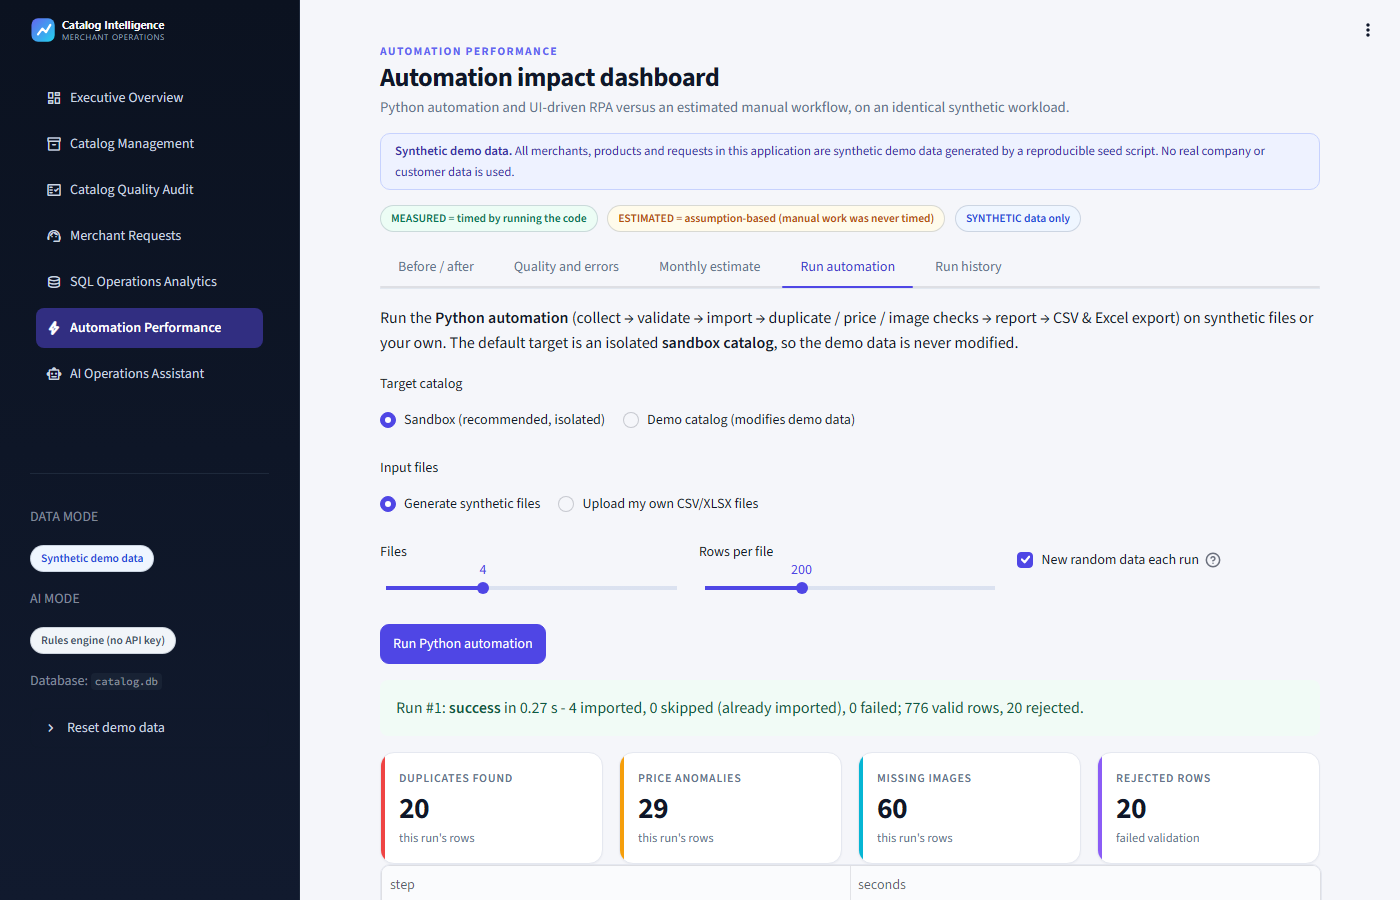 Catalog Intelligence
MERCHANT OPERATIONS
Executive Overview
Catalog Management
Catalog Quality Audit
Merchant Requests
SQL Operations Analytics
Automation Performance
AI Operations Assistant
DATA MODE
Synthetic demo data
AI MODE
Rules engine (no API key)
Database: catalog.db
Reset demo data
AUTOMATION PERFORMANCE
Automation impact dashboard
Python automation and UI-driven RPA versus an estimated manual workflow, on an identical synthetic workload.
Synthetic demo data. All merchants, products and requests in this application are synthetic demo data generated by a reproducible seed script. No real company or
customer data is used.
MEASURED = timed by running the code
ESTIMATED = assumption-based (manual work was never timed)
SYNTHETIC data only
Before / after
Quality and errors
Monthly estimate
Run automation
Run history
Run the Python automation (collect → validate → import → duplicate / price / image checks → report → CSV & Excel export) on synthetic files or
your own. The default target is an isolated sandbox catalog, so the demo data is never modified.
Target catalog
Sandbox (recommended, isolated)
Demo catalog (modifies demo data)
Input files
Generate synthetic files
Upload my own CSV/XLSX files
Files
4
Rows per file
200
New random data each run
Run Python automation
Run #1: success in 0.27 s - 4 imported, 0 skipped (already imported), 0 failed; 776 valid rows, 20 rejected.
DUPLICATES FOUND
20
this run's rows
PRICE ANOMALIES
29
this run's rows
MISSING IMAGES
60
this run's rows
REJECTED ROWS
20
failed validation
step
seconds